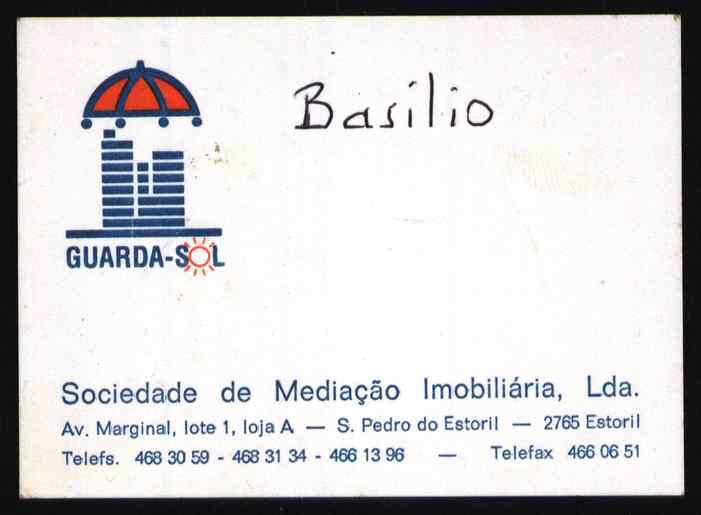 Basílio
GUARDA-SOL
Sociedade de Mediação Imobiliária, Lda.
Av. Marginal, lote 1, loja A — S. Pedro do Estoril — 2765 Estoril
Telefs. 468 30 59 - 468 31 34 - 466 13 96 — Telefax 466 06 51